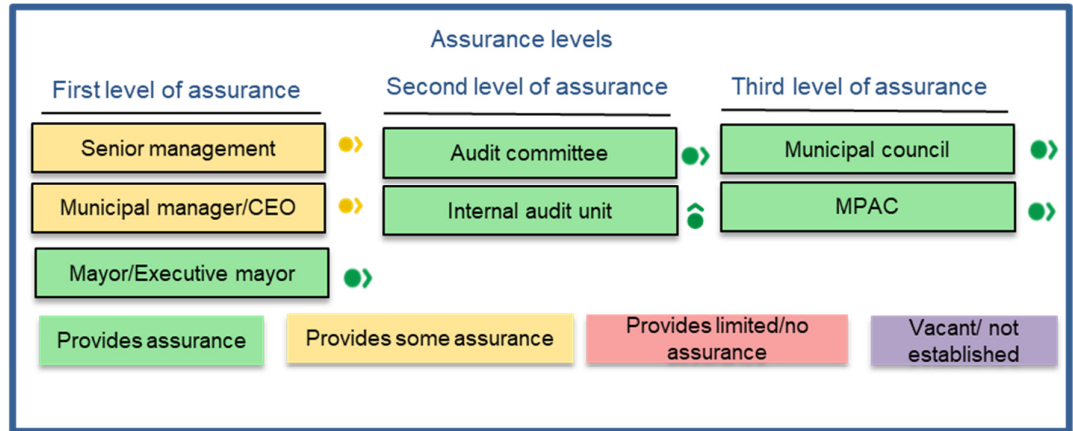 Assurance levels
First level of assurance
Second level of assurance
Third level of assurance
Senior management
Audit committee
Municipal council
Municipal manager/CEO
Internal audit unit
MPAC
Mayor/Executive mayor
Provides assurance
Provides some assurance
Provides limited/no
assurance
Vacant/ not
established